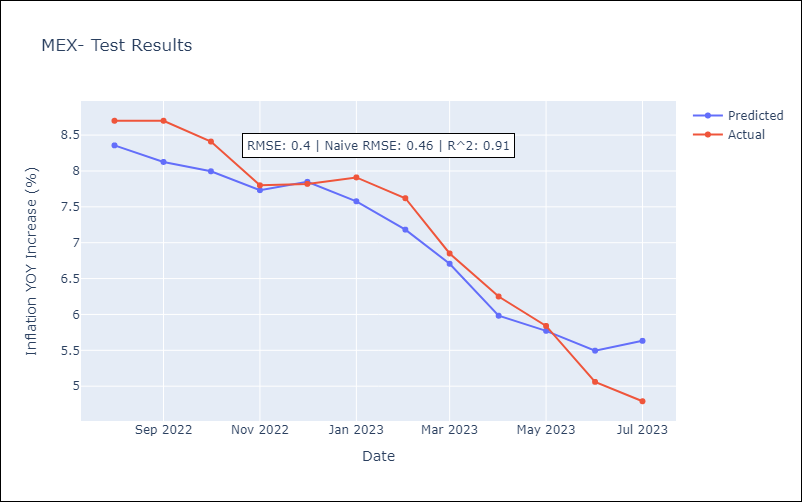 MEX- Test Results
Predicted
Actual
RMSE: 0.4 | Naive RMSE: 0.46 | R^2: 0.91
Inflation YOY Increase (%)
8.5
8
7.5
7
6.5
6
5.5
5
Sep 2022
Nov 2022
Jan 2023
Mar 2023
May 2023
Jul 2023
Date